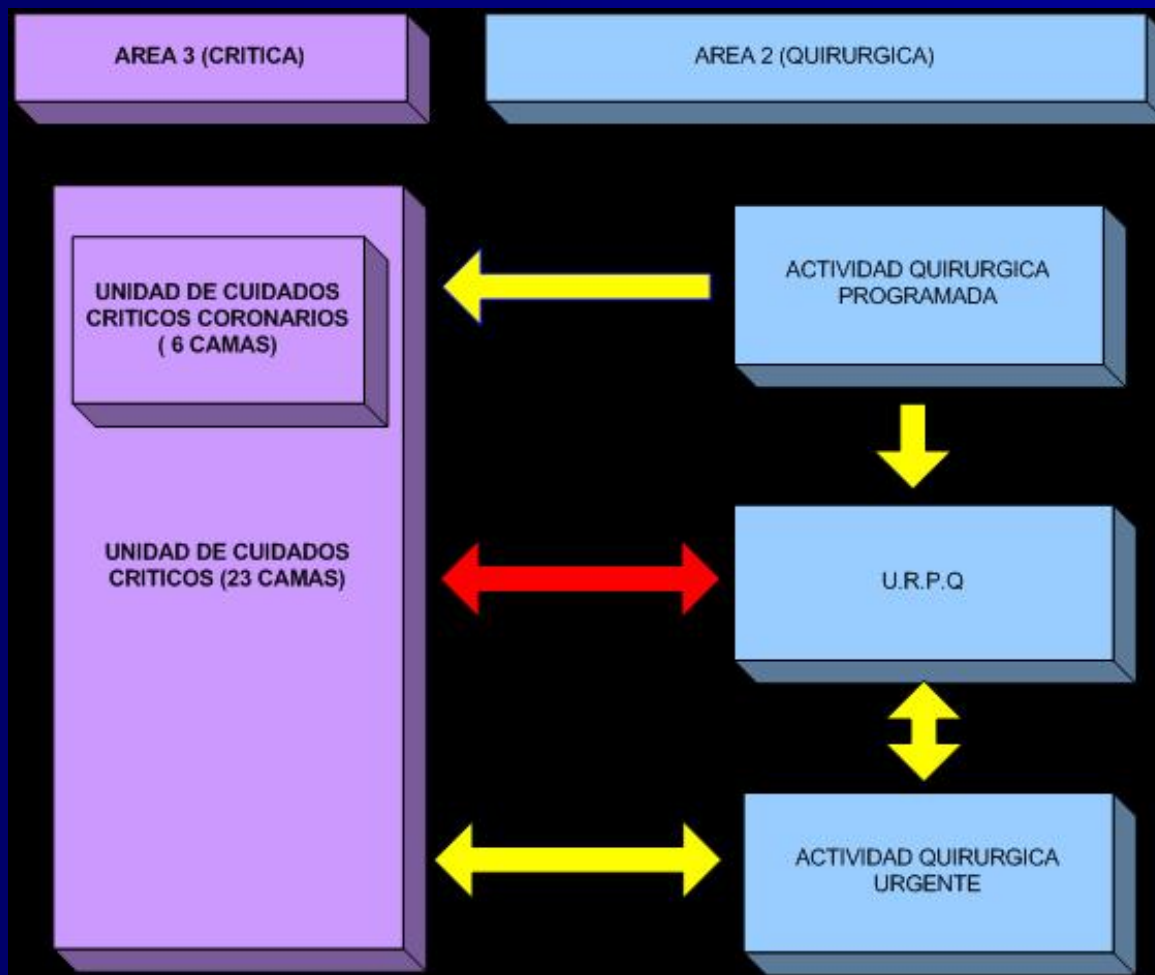 AREA 3 (CRITICA)
AREA 2 (QUIRURGICA)
UNIDAD DE CUIDADOS
CRITICOS CORONARIOS
( 6 CAMAS)
ACTIVIDAD QUIRURGICA
PROGRAMADA
UNIDAD DE CUIDADOS
CRITICOS (23 CAMAS)
U.R.P.Q
ACTIVIDAD QUIRURGICA
URGENTE